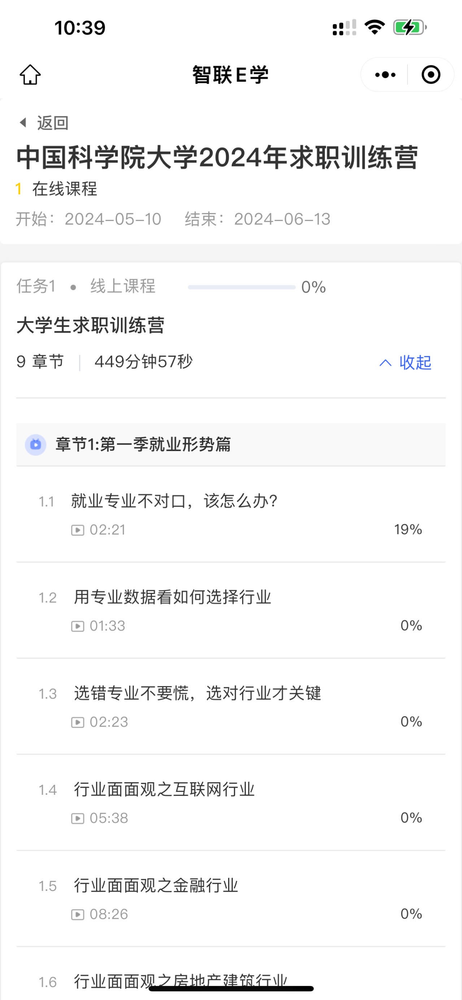 10:39
智联E学
返回
中国科学院大学2024年求职训练营
1 在线课程
开始：2024-05-10 结束：2024-06-13
任务1 • 线上课程 0%
大学生求职训练营
9 章节 449分钟57秒 收起
章节1:第一季就业形势篇
1.1 就业专业不对口，该怎么办?
02:21 19%
1.2 用专业数据看如何选择行业
01:33 0%
1.3 选错专业不要慌，选对行业才关键
02:23 0%
1.4 行业面面观之互联网行业
05:38 0%
1.5 行业面面观之金融行业
08:26 0%
1.6 行业面面观之房地产建筑行业